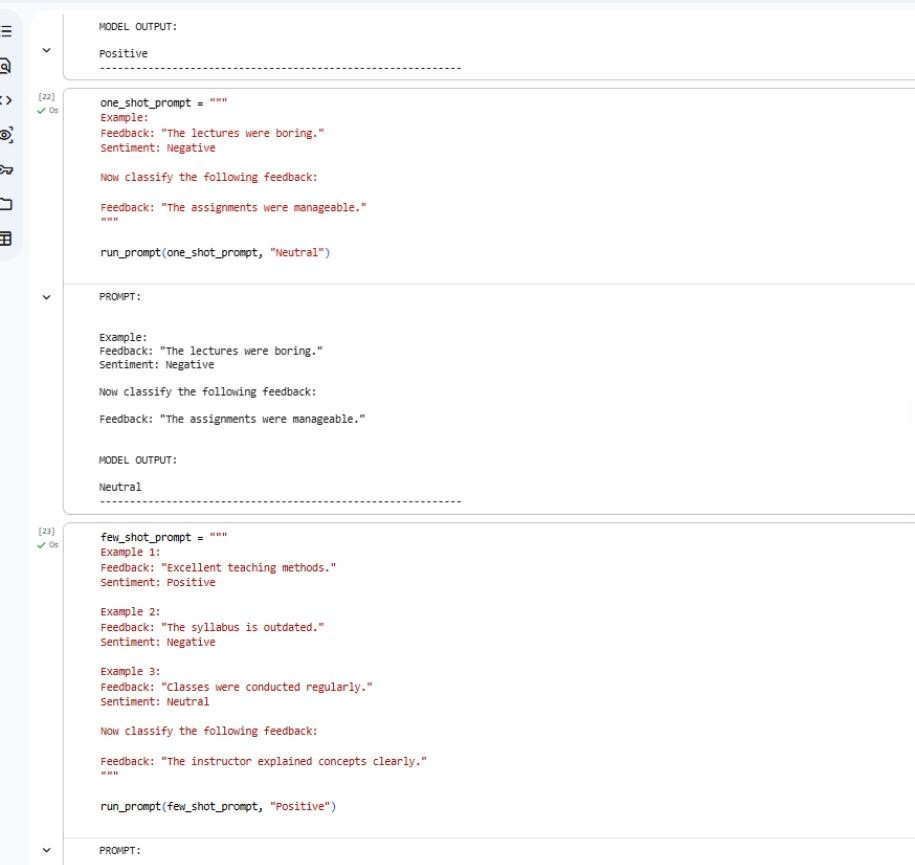 MODEL OUTPUT:
Positive
------------------------------------------------------------
[22]
0s
one_shot_prompt = """
Example:
Feedback: "The lectures were boring."
Sentiment: Negative
Now classify the following feedback:
Feedback: "The assignments were manageable."
"""
run_prompt(one_shot_prompt, "Neutral")
PROMPT:
Example:
Feedback: "The lectures were boring."
Sentiment: Negative
Now classify the following feedback:
Feedback: "The assignments were manageable."
MODEL OUTPUT:
Neutral
------------------------------------------------------------
[23]
0s
few_shot_prompt = """
Example 1:
Feedback: "Excellent teaching methods."
Sentiment: Positive
Example 2:
Feedback: "The syllabus is outdated."
Sentiment: Negative
Example 3:
Feedback: "Classes were conducted regularly."
Sentiment: Neutral
Now classify the following feedback:
Feedback: "The instructor explained concepts clearly."
"""
run_prompt(few_shot_prompt, "Positive")
PROMPT: